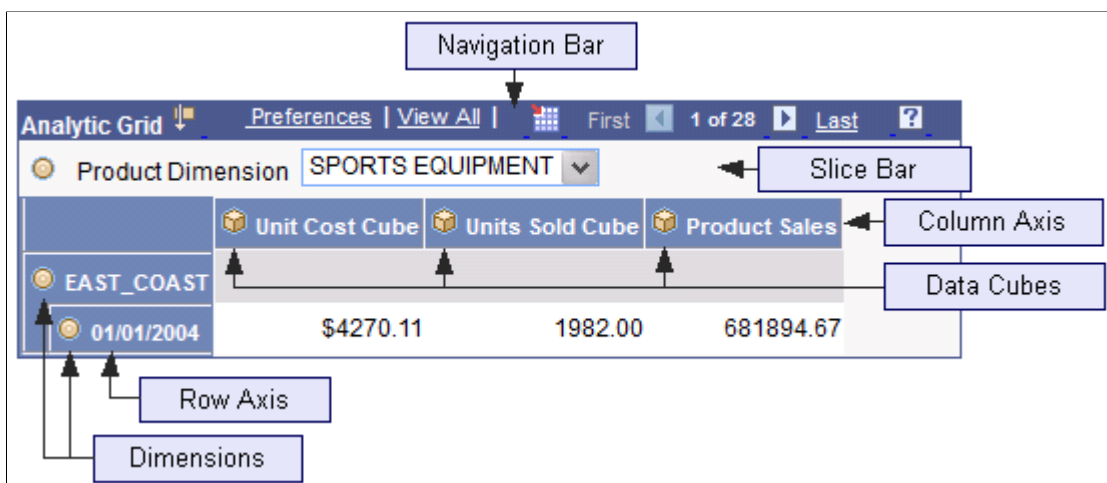 Navigation Bar
Analytic Grid Preferences | View All | First 1 of 28 Last ?
Product Dimension SPORTS EQUIPMENT Slice Bar
Unit Cost Cube Units Sold Cube Product Sales Column Axis
EAST_COAST Data Cubes
01/01/2004 $4270.11 1982.00 681894.67
Row Axis
Dimensions